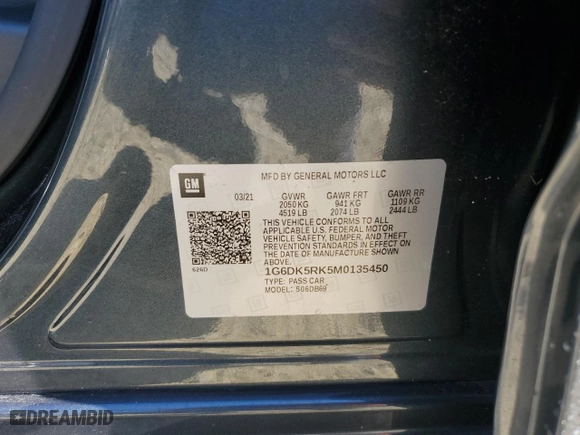 MFD BY GENERAL MOTORS LLC
GM
03/21 GVWR GAWR FRT GAWR RR
2050 KG 941 KG 1109 KG
4519 LB 2074 LB 2444 LB
THIS VEHICLE CONFORMS TO ALL
APPLICABLE U.S. FEDERAL MOTOR
VEHICLE SAFETY, BUMPER, AND THEFT
PREVENTION STANDARDS IN EFFECT ON
THE DATE OF MANUFACTURE SHOWN
ABOVE.
626D
1G6DK5RK5M0135450
TYPE: PASS CAR
MODEL: 506DB69
DREAMBID